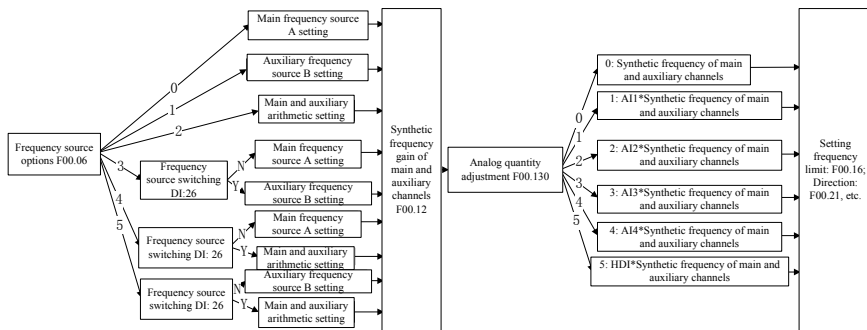 Frequency source
options F00.06
0
1
2
3
4
5
Main frequency source
A setting
Auxiliary frequency
source B setting
Main and auxiliary
arithmetic setting
Frequency
source switching
DI:26
N
Y
Main frequency
source A setting
Auxiliary frequency
source B setting
Frequency source
switching DI: 26
N
Y
Main frequency
source A setting
Main and auxiliary
arithmetic setting
Frequency source
switching DI: 26
N
Y
Auxiliary frequency
source B setting
Main and auxiliary
arithmetic setting
Synthetic
frequency
gain of
main and
auxiliary
channels
F00.12
Analog quantity
adjustment F00.130
0
1
2
3
4
5
0: Synthetic frequency of main
and auxiliary channels
1: AI1*Synthetic frequency of main
and auxiliary channels
2: AI2*Synthetic frequency of main
and auxiliary channels
3: AI3*Synthetic frequency of main
and auxiliary channels
4: AI4*Synthetic frequency of main
and auxiliary channels
5: HDI*Synthetic frequency of main and
auxiliary channels
Setting
frequency
limit: F00.16;
Direction:
F00.21, etc.